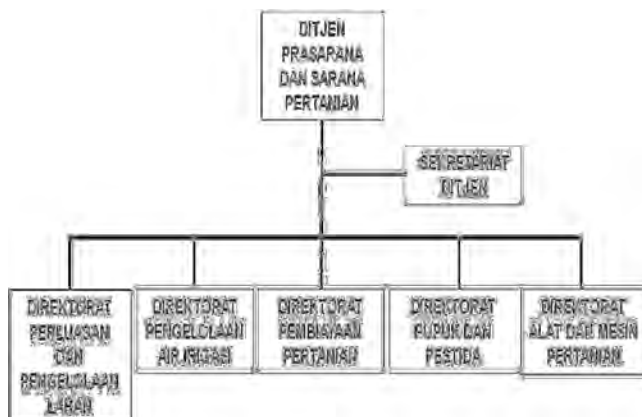 DITJEN
PRASARANA
DAN SARANA
PERTANIAN
SEKRETARIAT
DITJEN
DIREKTORAT
PERLUASAN
DAN
PENGELOLAAN
LAHAN
DIREKTORAT
PENGELOLAAN
AIR IRIGASI
DIREKTORAT
PEMBIAYAAN
PERTANIAN
DIREKTORAT
PUPUK DAN
PESTIDA
DIREKTORAT
ALAT DAN MESIN
PERTANIAN